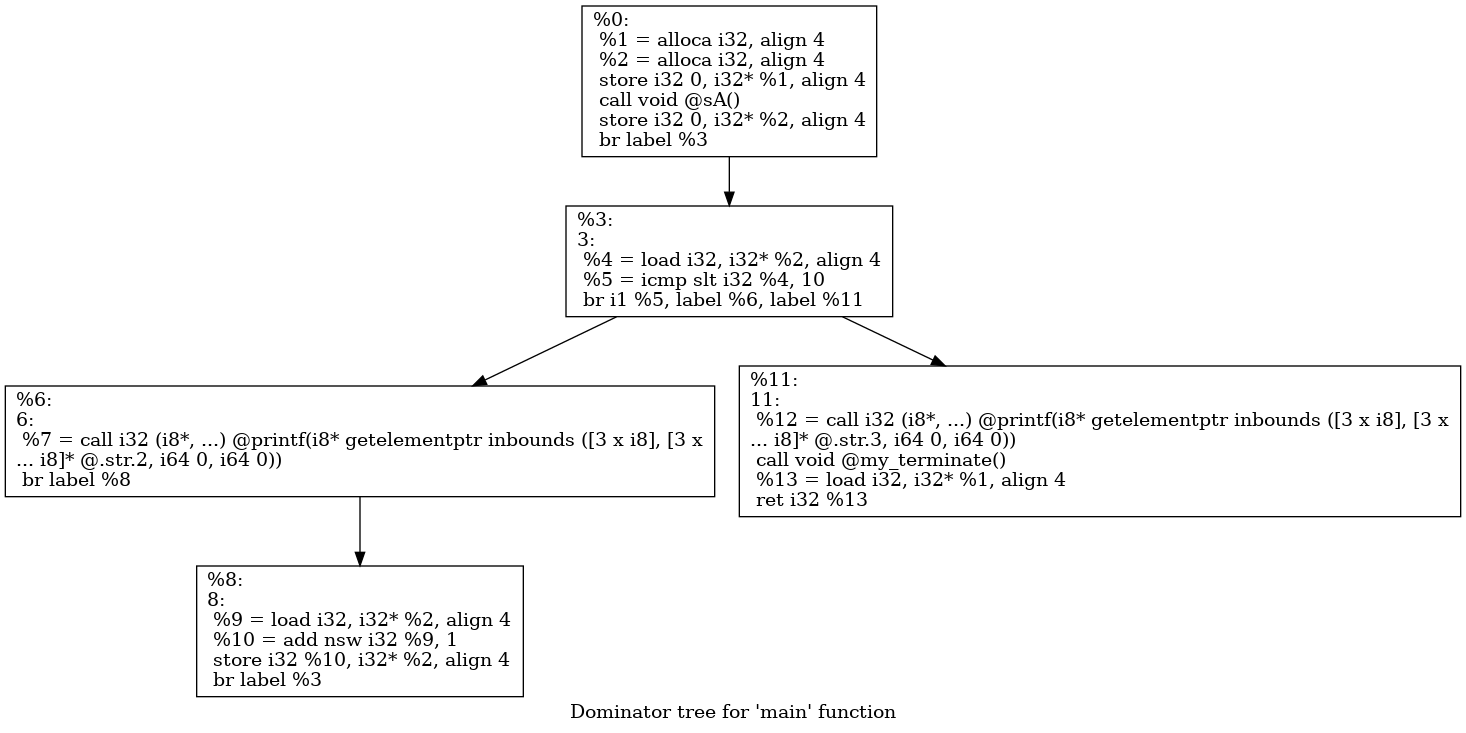 %0:
%1 = alloca i32, align 4
%2 = alloca i32, align 4
store i32 0, i32* %1, align 4
call void @sA()
store i32 0, i32* %2, align 4
br label %3
%3:
3:
%4 = load i32, i32* %2, align 4
%5 = icmp slt i32 %4, 10
br i1 %5, label %6, label %11
%6:
6:
%7 = call i32 (i8*, ...) @printf(i8* getelementptr inbounds ([3 x i8], [3 x
... i8]* @.str.2, i64 0, i64 0))
br label %8
%11:
11:
%12 = call i32 (i8*, ...) @printf(i8* getelementptr inbounds ([3 x i8], [3 x
... i8]* @.str.3, i64 0, i64 0))
call void @my_terminate()
%13 = load i32, i32* %1, align 4
ret i32 %13
%8:
8:
%9 = load i32, i32* %2, align 4
%10 = add nsw i32 %9, 1
store i32 %10, i32* %2, align 4
br label %3
Dominator tree for 'main' function